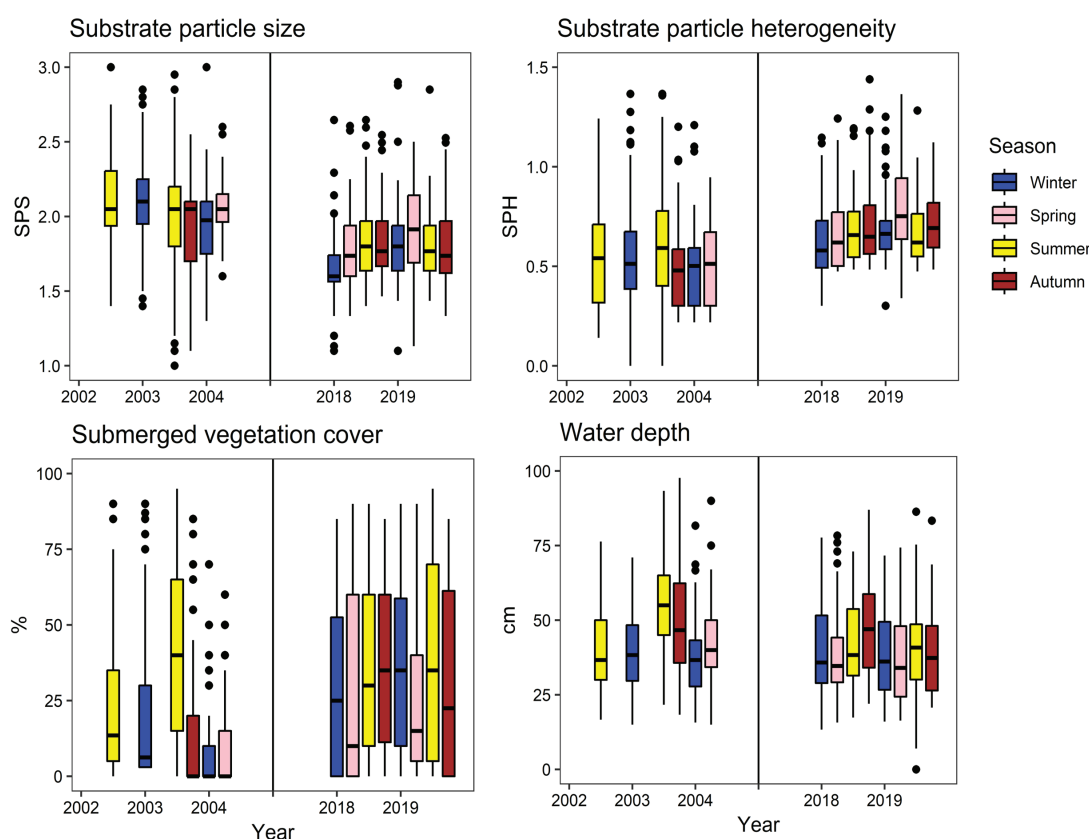 Substrate particle size
Substrate particle heterogeneity
3.0
2.5
2.0
1.5
1.0
SPS
2002 2003 2004 2018 2019
1.5
1.0
0.5
0.0
SPH
2002 2003 2004 2018 2019
Season
Winter
Spring
Summer
Autumn
Submerged vegetation cover
Water depth
100
75
50
25
0
%
2002 2003 2004 2018 2019
Year
100
75
50
25
0
cm
2002 2003 2004 2018 2019
Year